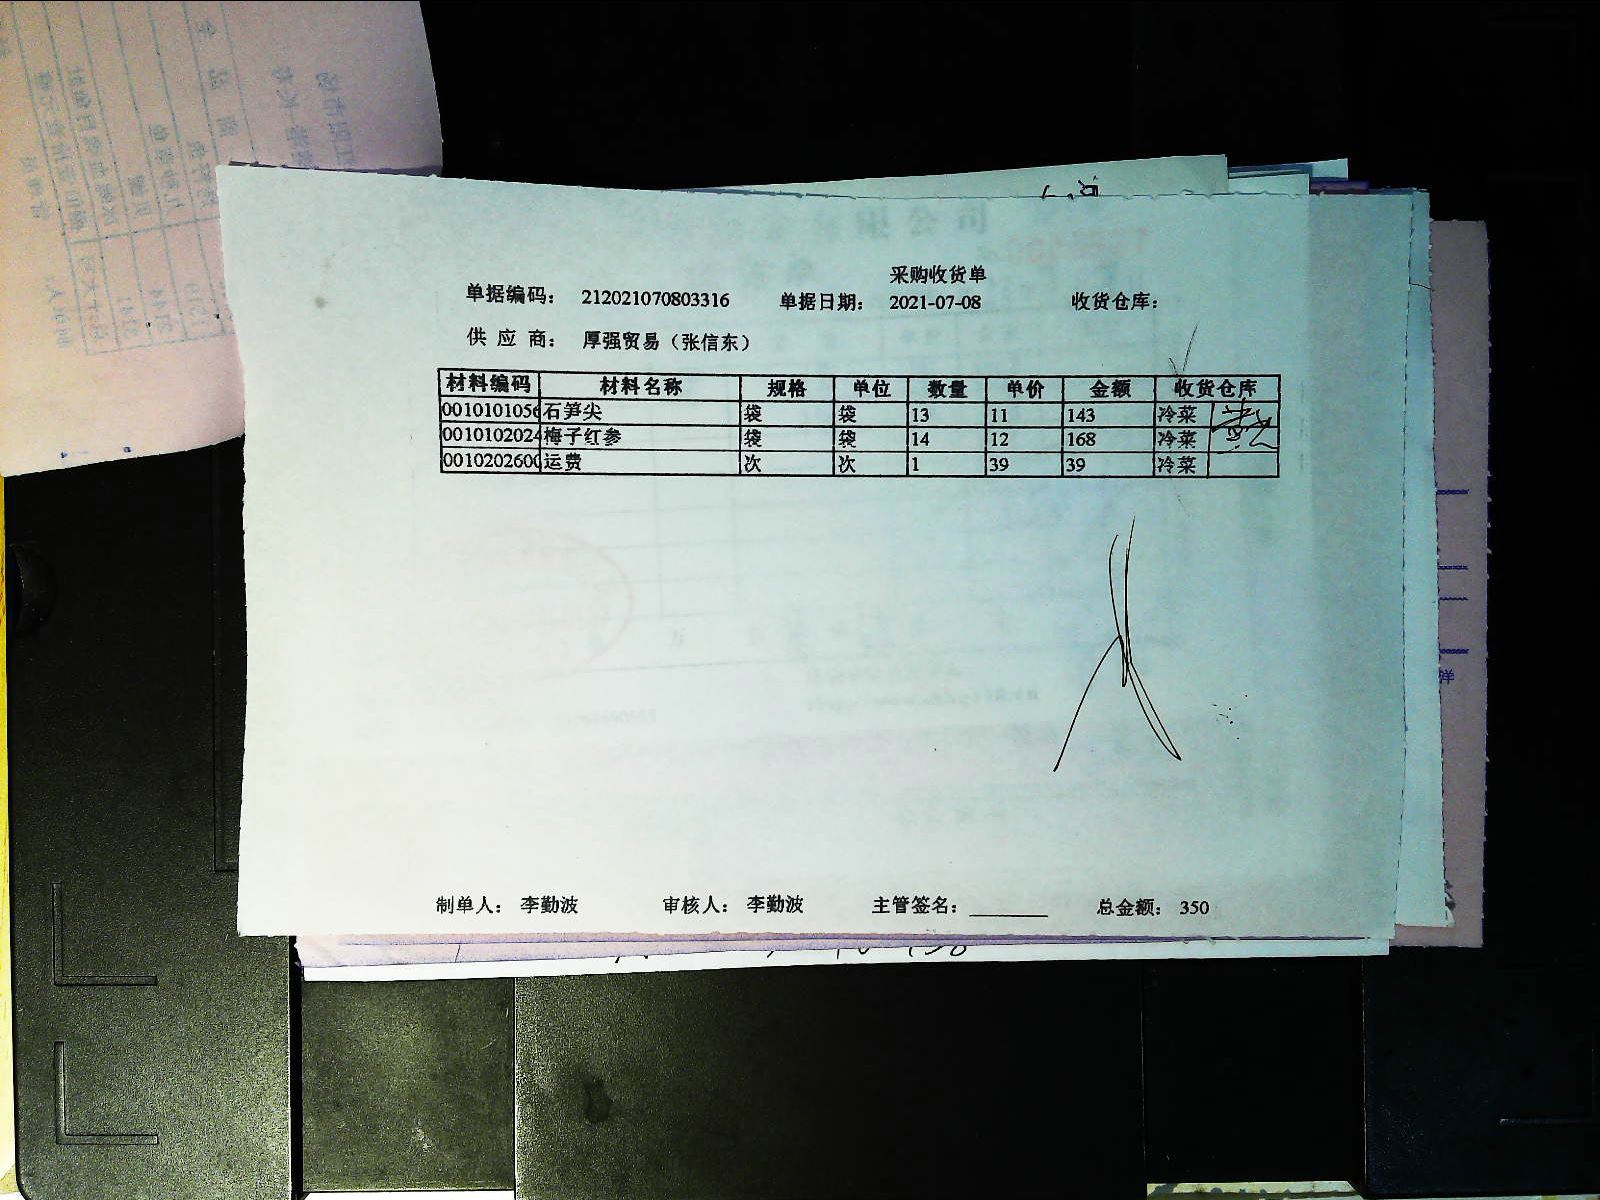 采购收货单
单据编码： 212021070803316 单据日期： 2021-07-08 收货仓库：
供 应 商： 厚强贸易（张信东）
材料编码 材料名称 规格 单位 数量 单价 金额 收货仓库
0010101056 石笋尖 袋 袋 13 11 143 冷菜
0010102024 梅子红参 袋 袋 14 12 168 冷菜
0010202600 运费 次 次 1 39 39 冷菜
制单人： 李勤波 审核人： 李勤波 主管签名： 总金额： 350